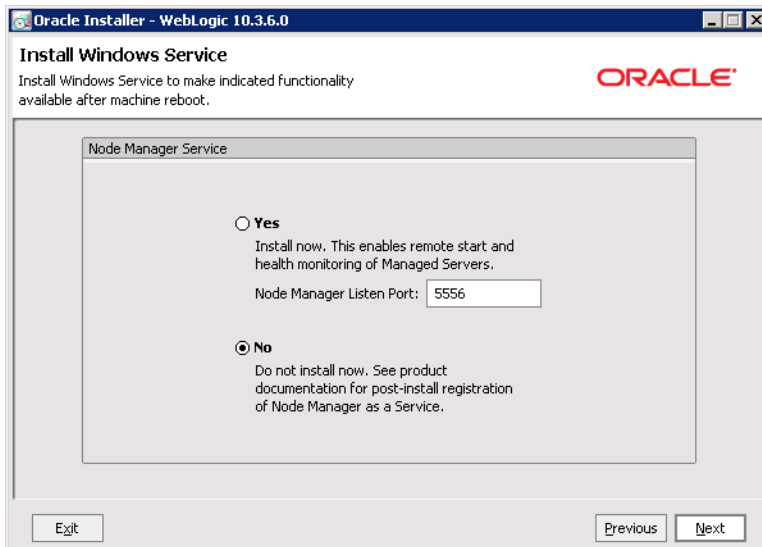 Oracle Installer - WebLogic 10.3.6.0
Install Windows Service
Install Windows Service to make indicated functionality
available after machine reboot.
ORACLE
Node Manager Service
Yes
Install now. This enables remote start and
health monitoring of Managed Servers.
Node Manager Listen Port: 5556
No
Do not install now. See product
documentation for post-install registration
of Node Manager as a Service.
Exit Previous Next